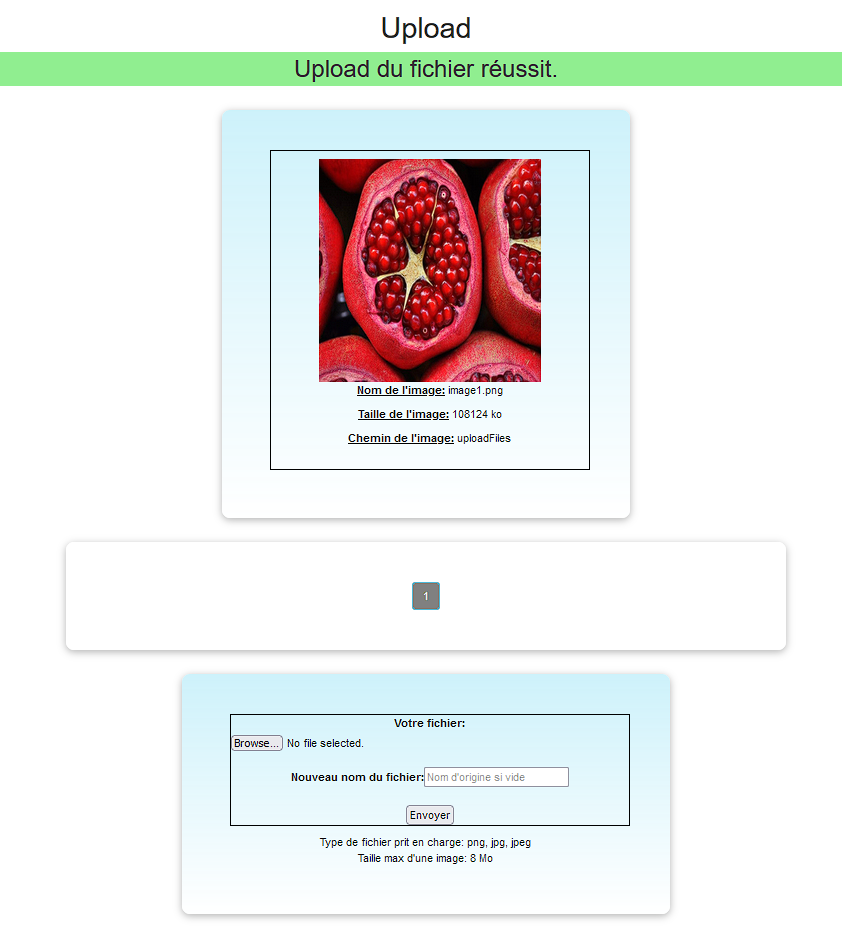 Upload
Upload du fichier réussit.
Nom de l'image: image1.png
Taille de l'image: 108124 ko
Chemin de l'image: uploadFiles
1
Votre fichier:
Browse... No file selected.
Nouveau nom du fichier: Nom d'origine si vide
Envoyer
Type de fichier prit en charge: png, jpg, jpeg
Taille max d'une image: 8 Mo